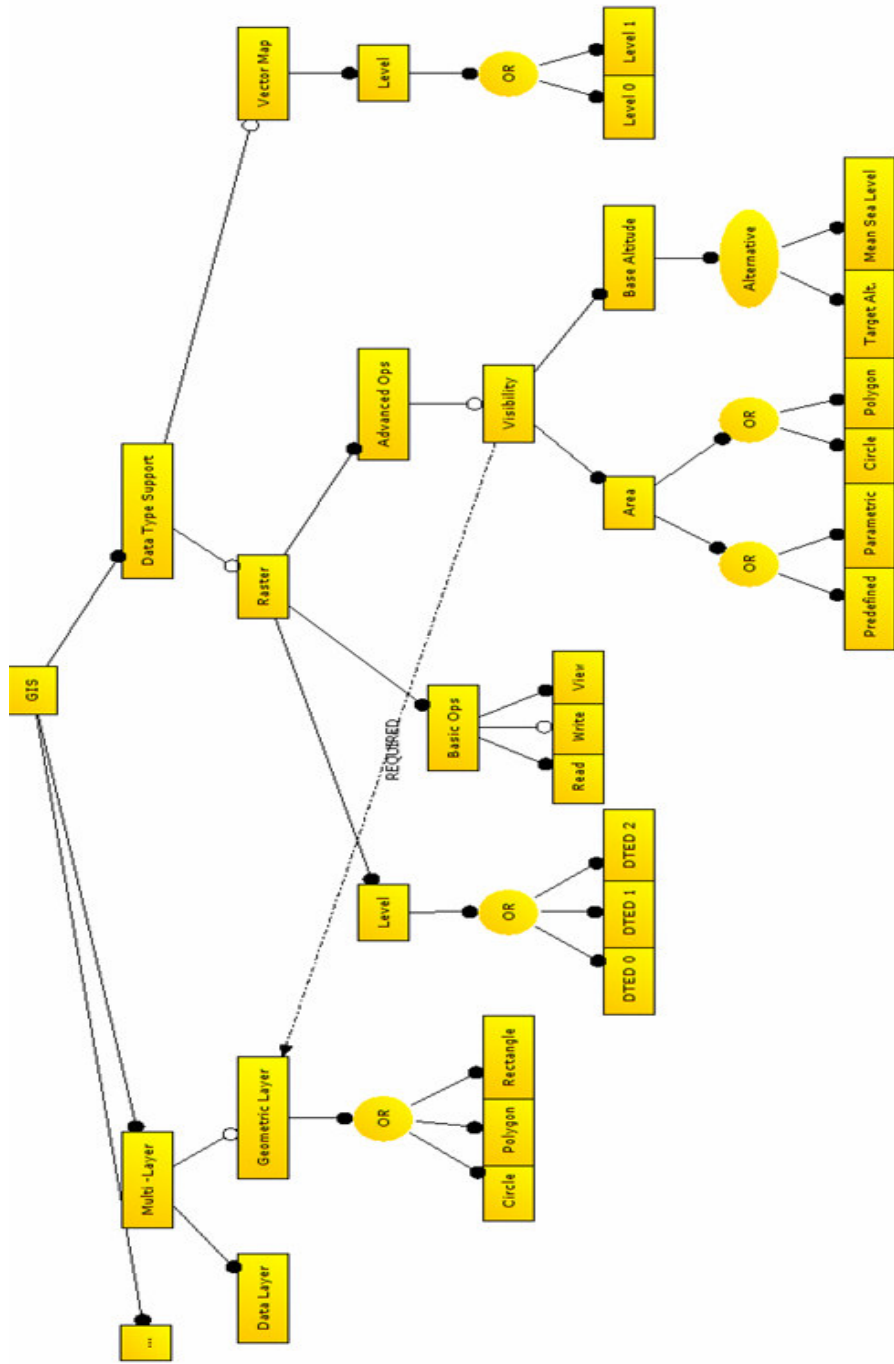 GIS
...
Multi -Layer
Data Type Support
Data Layer
Geometric Layer
Raster
Vector Map
REQUIRED
OR
Level
Advanced Ops
Level
Circle
Polygon
Rectangle
OR
Basic Ops
Visibility
OR
DTED 0
DTED 1
DTED 2
Read
Write
View
Area
Base Altitude
Level 0
Level 1
OR
OR
Alternative
Predefined
Parametric
Circle
Polygon
Target Alt.
Mean Sea Level